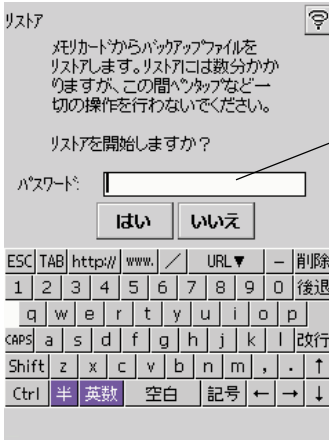 リストア
メモリカードからバックアップファイルを
リストアします。リストアには数分かか
りますが、この間ペンタップなど一
切の操作を行わないでください。
リストアを開始しますか？
パスワード：
はい いいえ
ESC TAB http:// www. ／ URL▼ － 削除
1 2 3 4 5 6 7 8 9 0 後退
q w e r t y u i o p
CAPS a s d f g h j k l 改行
Shift z x c v b n m , . ↑
Ctrl 半 英数 空白 記号 ← → ↓